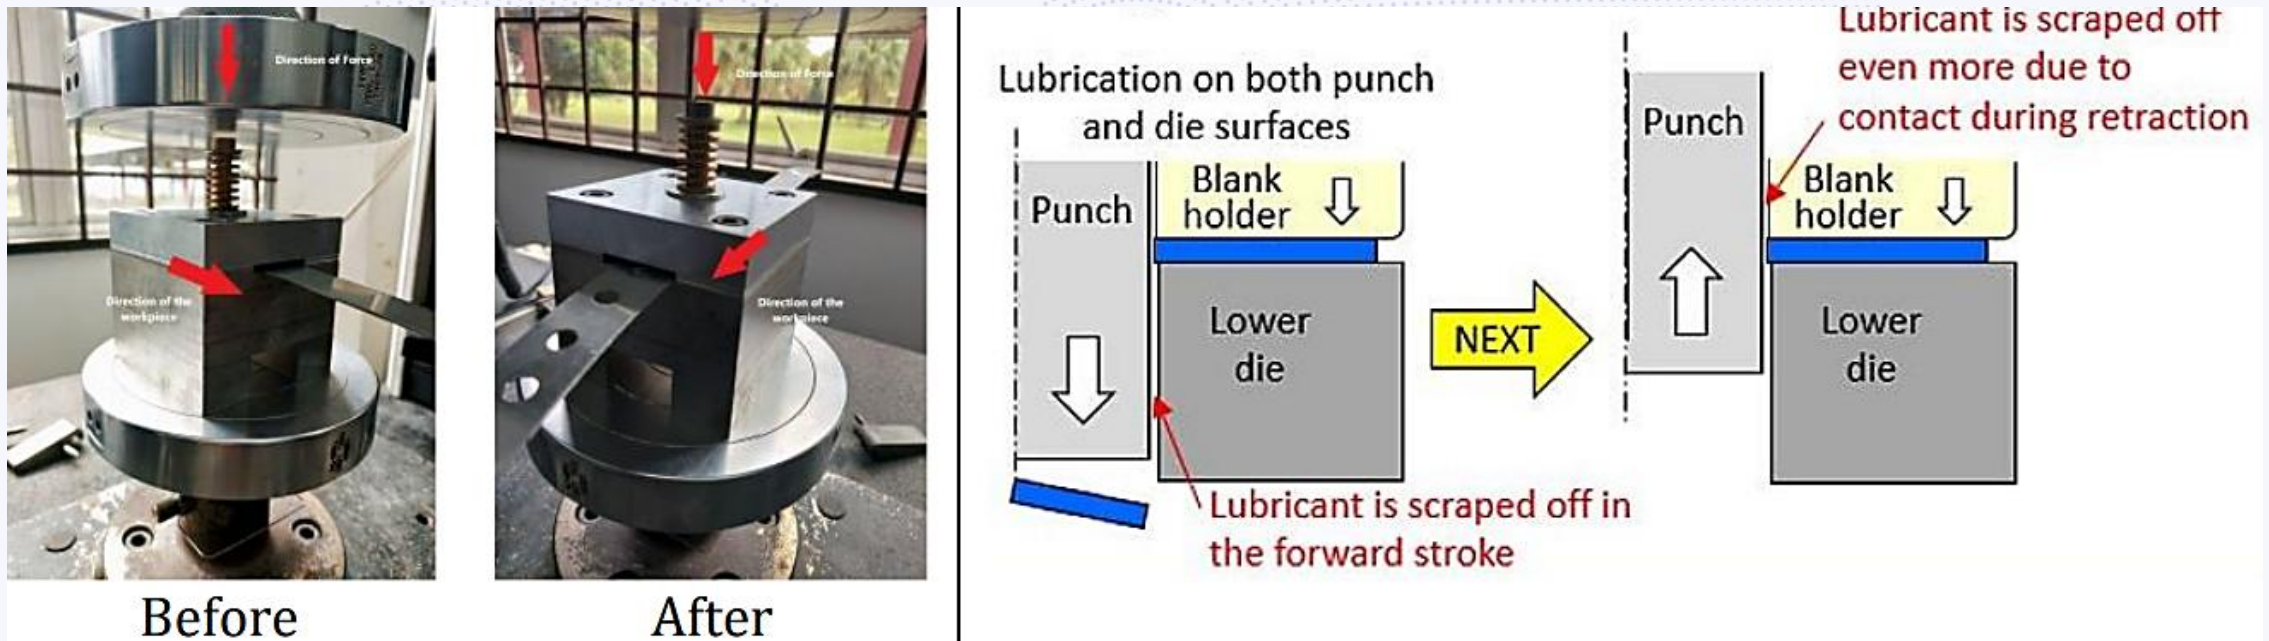 Direction of Force
Direction of the
workpiece
Before
Direction of Force
Direction of the
workpiece
After
Lubrication on both punch
and die surfaces
Punch
Blank
holder
Lower
die
Lubricant is scraped off in
the forward stroke
NEXT
Lubricant is scraped off
even more due to
contact during retraction
Punch
Blank
holder
Lower
die